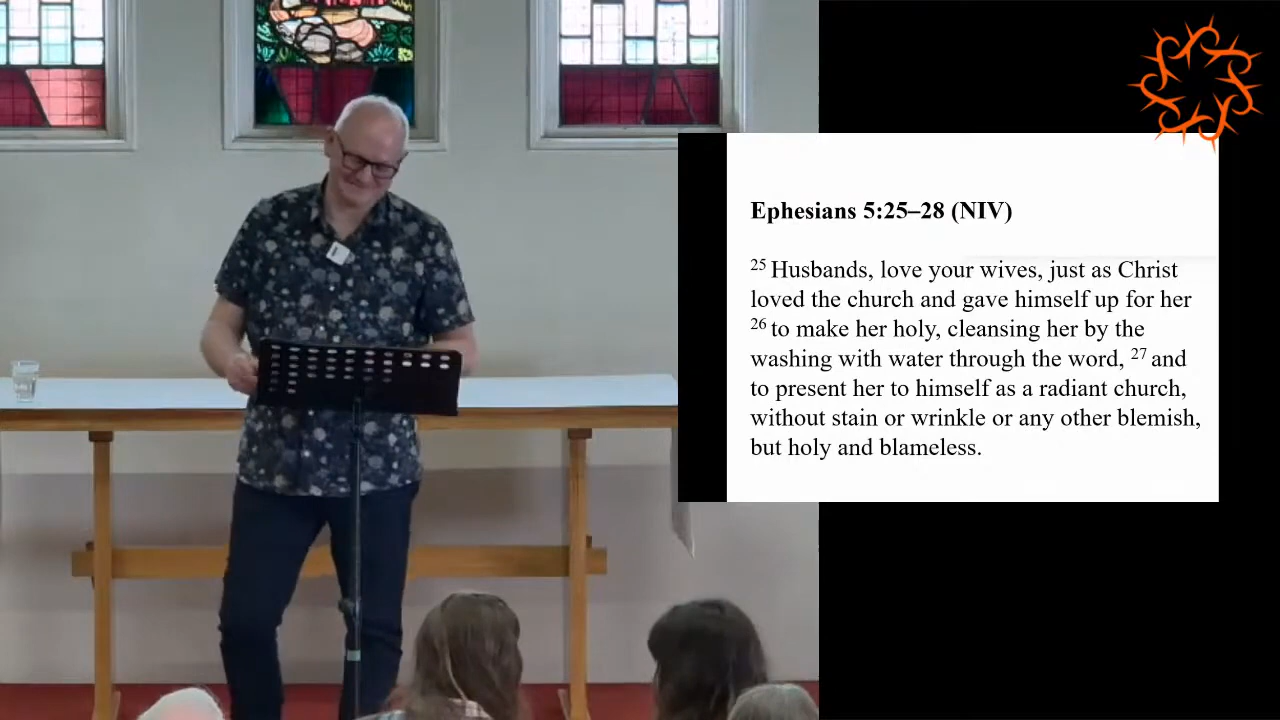 Ephesians 5:25–28 (NIV)
25 Husbands, love your wives, just as Christ
loved the church and gave himself up for her
26 to make her holy, cleansing her by the
washing with water through the word, 27 and
to present her to himself as a radiant church,
without stain or wrinkle or any other blemish,
but holy and blameless.